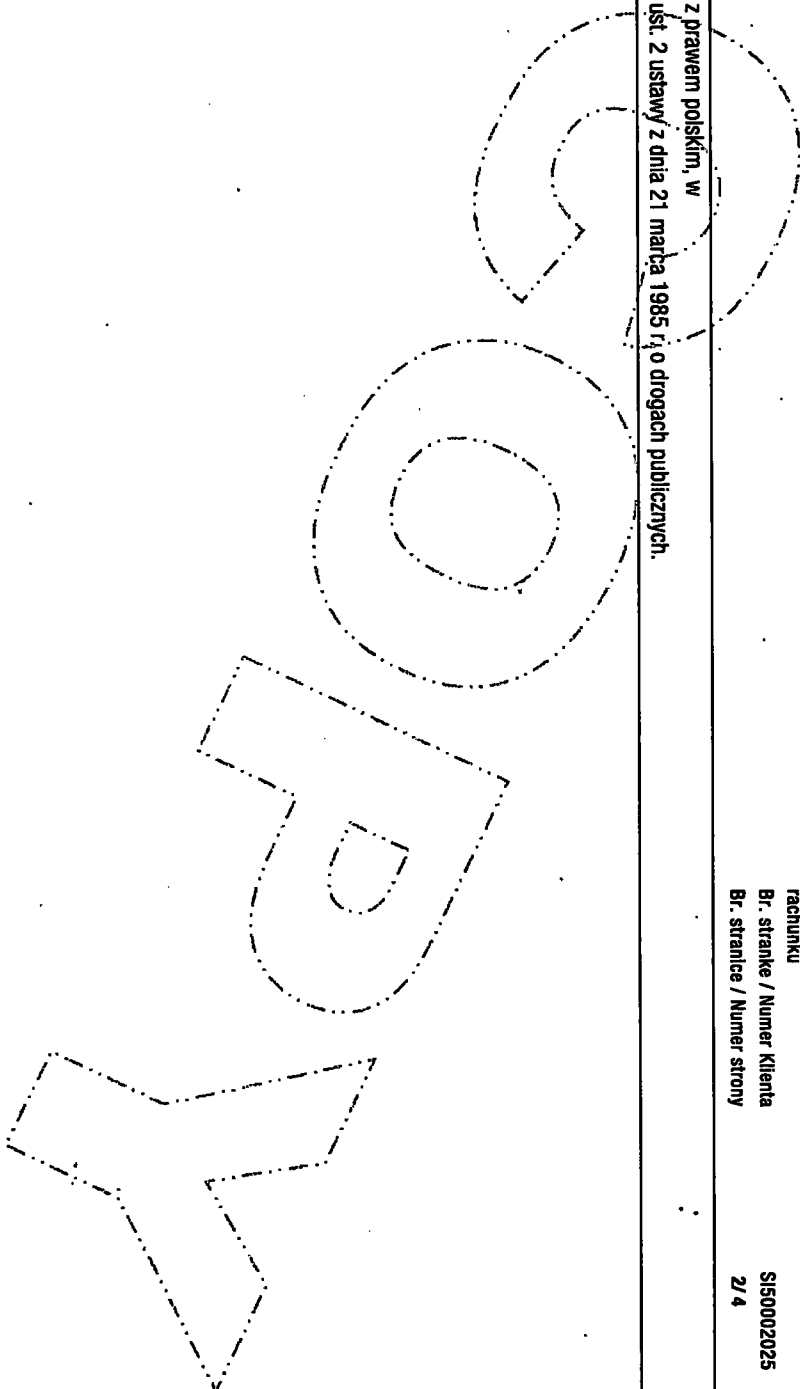 rachunku
Br. stranke / Numer Klienta SI50002025
Br. stranice / Numer strony 2/ 4
z prawem polskim, w
ust. 2 ustawy z dnia 21 marca 1985 r. o drogach publicznych.
COPY